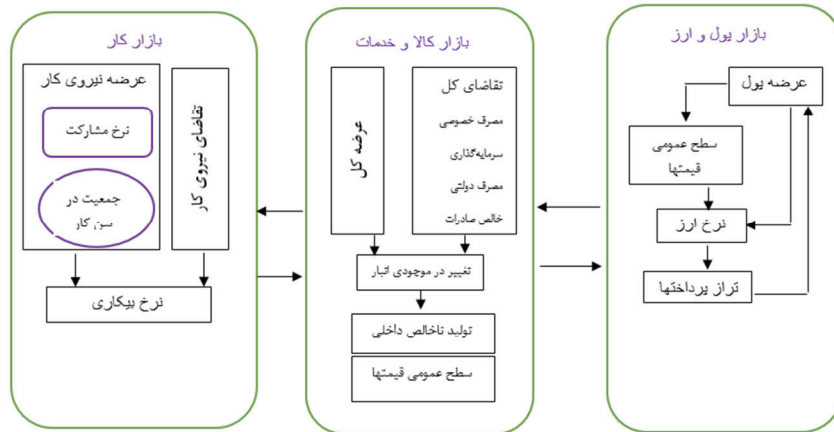 بازار پول و ارز
عرضه پول
سطح عمومی
قیمتها
نرخ ارز
تراز پرداختها
بازار کالا و خدمات
تقاضای کل
مصرف خصوصی
سرمایه‌گذاری
مصرف دولتی
خالص صادرات
عرضه کل
تغییر در موجودی انبار
تولید ناخالص داخلی
سطح عمومی قیمتها
بازار کار
تقاضای نیروی کار
عرضه نیروی کار
نرخ مشارکت
جمعیت در
سن کار
نرخ بیکاری